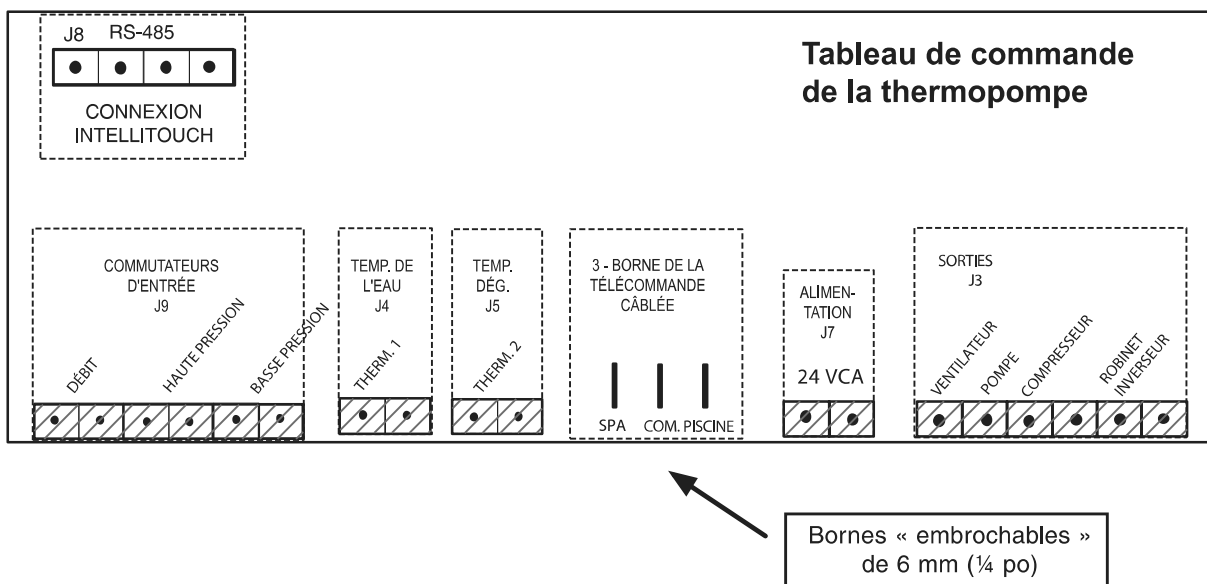 J8 RS-485
CONNEXION
INTELLITOUCH
Tableau de commande
de la thermopompe
COMMUTATEURS
D'ENTRÉE
J9
DÉBIT
HAUTE PRESSION
BASSE PRESSION
TEMP. DE
L'EAU
J4
THERM. 1
TEMP.
DÉG.
J5
THERM. 2
3 - BORNE DE LA
TÉLÉCOMMANDE
CÂBLÉE
SPA COM. PISCINE
ALIMEN-
TATION
J7
24 VCA
SORTIES
J3
VENTILATEUR
POMPE
COMPRESSEUR
ROBINET
INVERSEUR
Bornes « embrochables »
de 6 mm (¼ po)